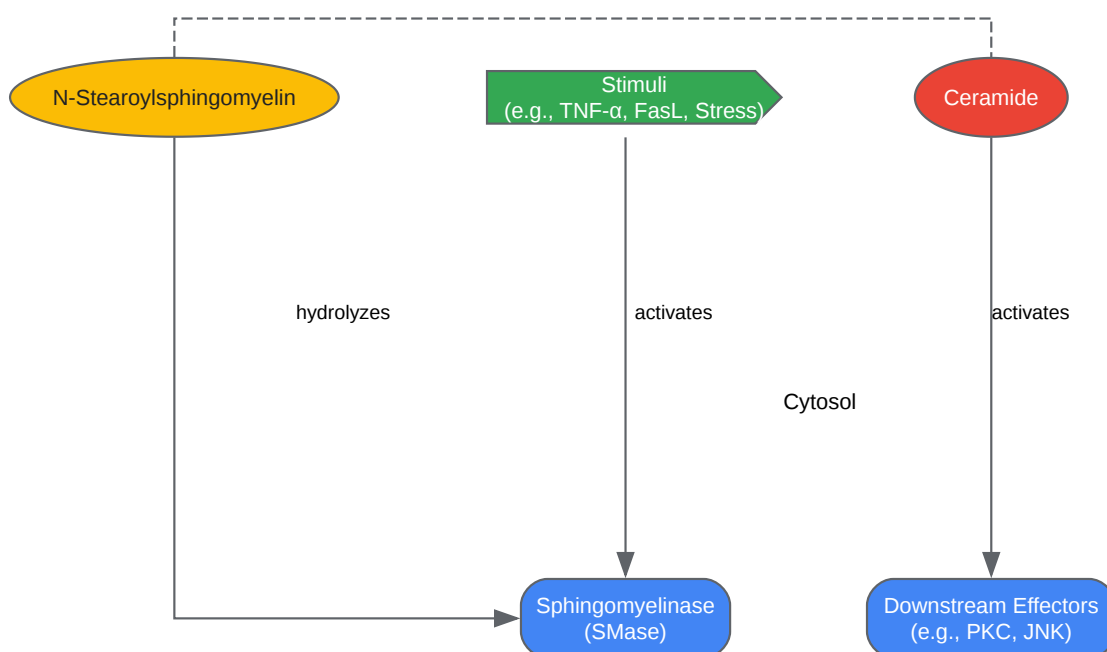 N-Stearoylsphingomyelin
Stimuli
(e.g., TNF-α, FasL, Stress)
Ceramide
hydrolyzes
activates
activates
Cytosol
Sphingomyelinase
(SMase)
Downstream Effectors
(e.g., PKC, JNK)